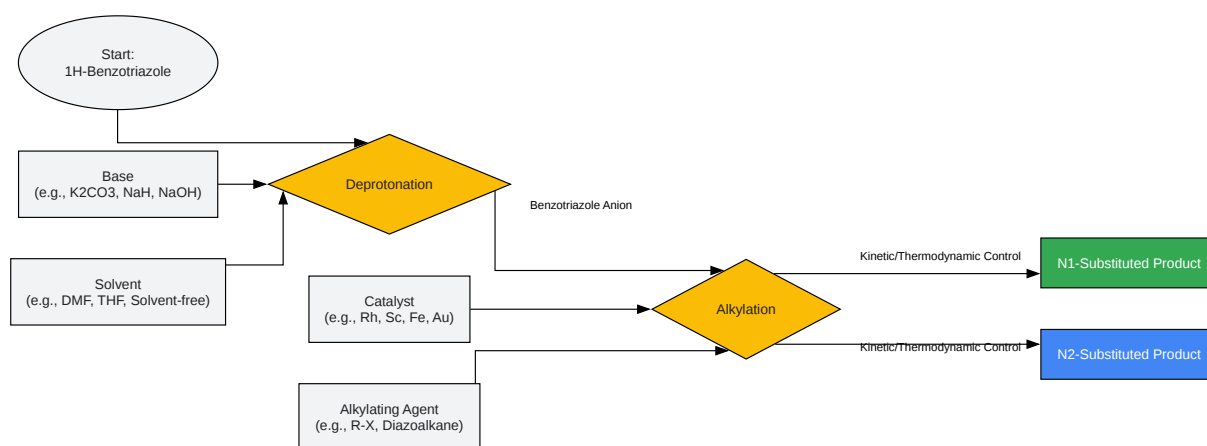 Start:
1H-Benzotriazole
Base
(e.g., K2CO3, NaH, NaOH)
Deprotonation
Benzotriazole Anion
Solvent
(e.g., DMF, THF, Solvent-free)
Catalyst
(e.g., Rh, Sc, Fe, Au)
Alkylation
Kinetic/Thermodynamic Control
N1-Substituted Product
Kinetic/Thermodynamic Control
N2-Substituted Product
Alkylating Agent
(e.g., R-X, Diazoalkane)